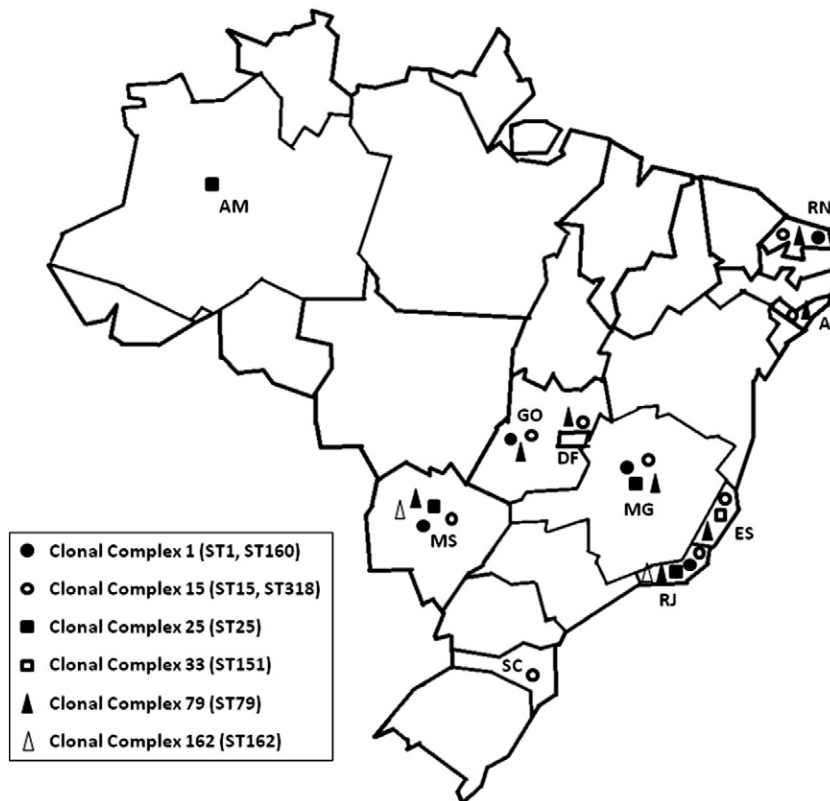 RN
AM
A
GO
DF
MG
MS
ES
RJ
SC
Clonal Complex 1 (ST1, ST160)
Clonal Complex 15 (ST15, ST318)
Clonal Complex 25 (ST25)
Clonal Complex 33 (ST151)
Clonal Complex 79 (ST79)
Clonal Complex 162 (ST162)